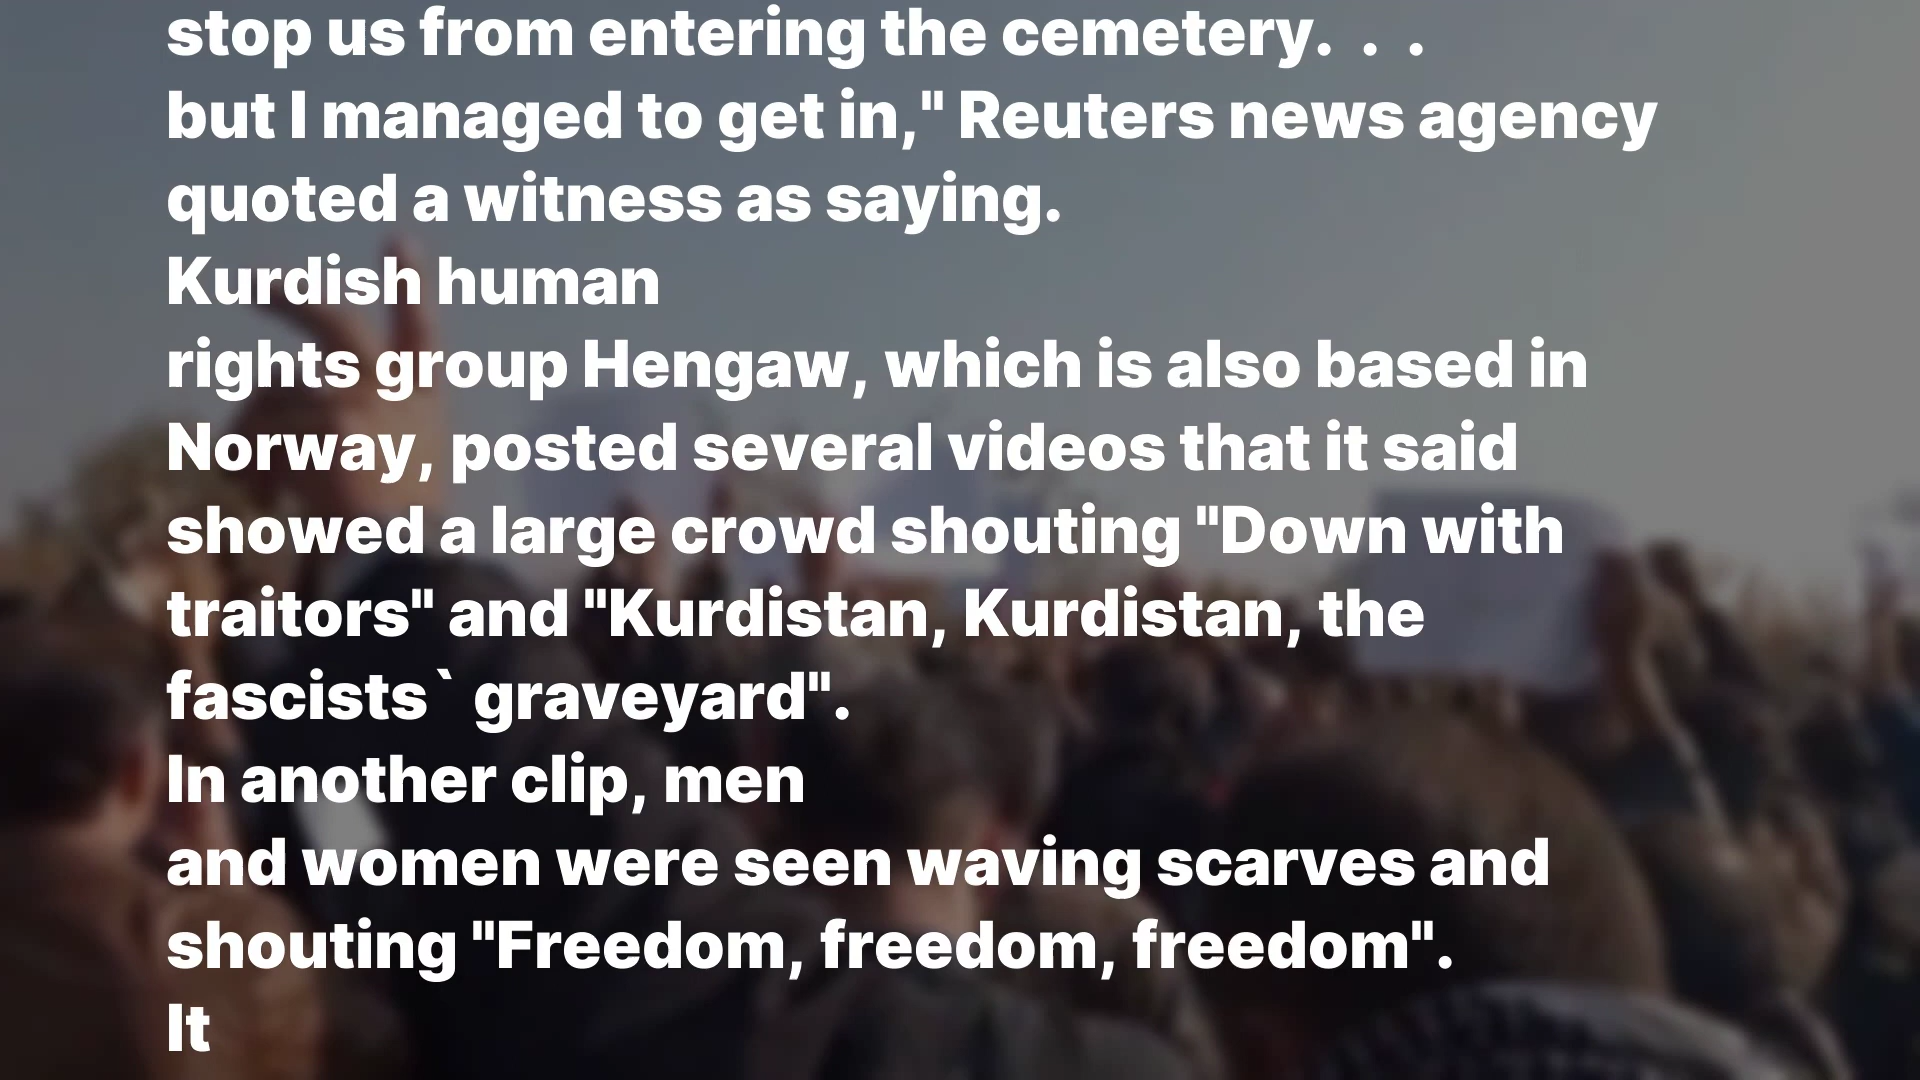 stop us from entering the cemetery. . .
but I managed to get in," Reuters news agency
quoted a witness as saying.
Kurdish human
rights group Hengaw, which is also based in
Norway, posted several videos that it said
showed a large crowd shouting "Down with
traitors" and "Kurdistan, Kurdistan, the
fascists` graveyard".
In another clip, men
and women were seen waving scarves and
shouting "Freedom, freedom, freedom".
It